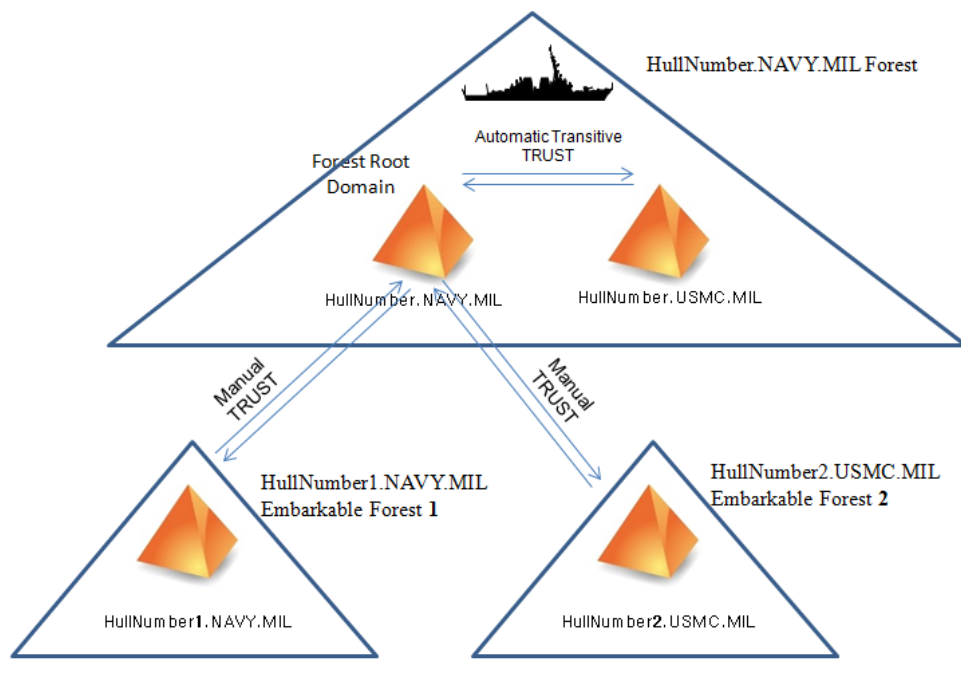 HullNumber.NAVY.MIL Forest
Automatic Transitive
TRUST
Forest Root
Domain
HullNumber.NAVY.MIL
HullNumber.USMC.MIL
Manual
TRUST
Manual
TRUST
HullNumber1.NAVY.MIL
Embarkable Forest 1
HullNumber2.USMC.MIL
Embarkable Forest 2
HullNumber1.NAVY.MIL
HullNumber2.USMC.MIL